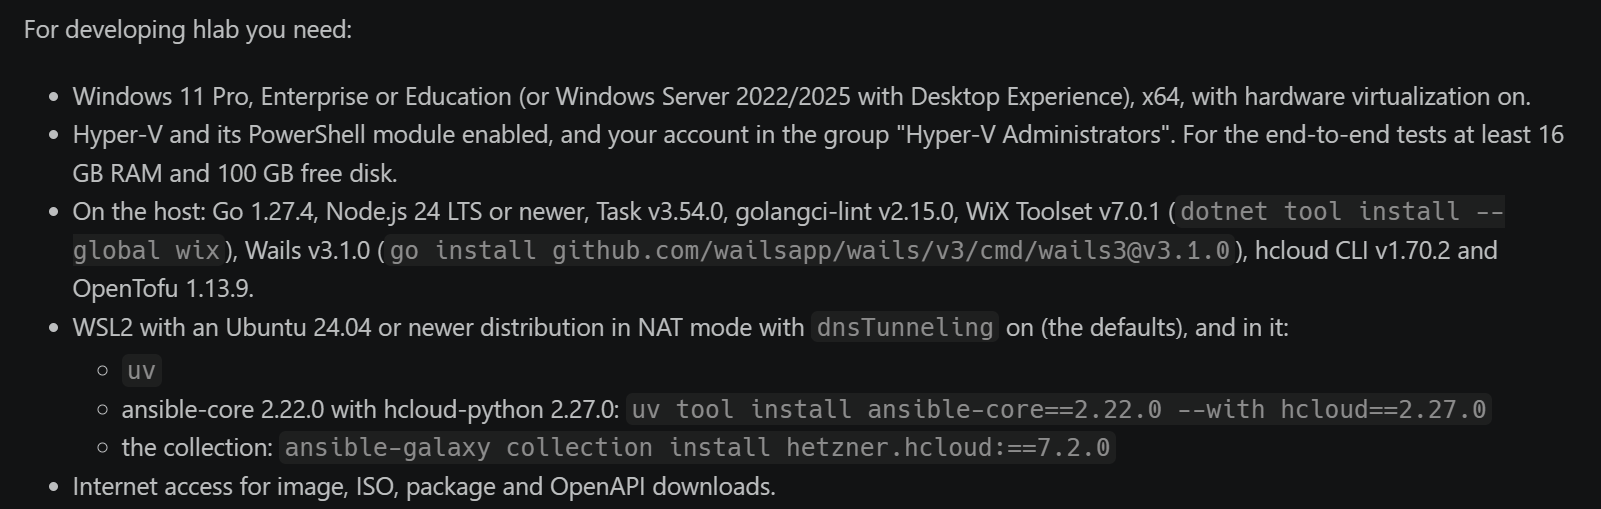 For developing hlab you need:
Windows 11 Pro, Enterprise or Education (or Windows Server 2022/2025 with Desktop Experience), x64, with hardware virtualization on.
Hyper-V and its PowerShell module enabled, and your account in the group "Hyper-V Administrators". For the end-to-end tests at least 16
GB RAM and 100 GB free disk.
On the host: Go 1.27.4, Node.js 24 LTS or newer, Task v3.54.0, golangci-lint v2.15.0, WiX Toolset v7.0.1 (dotnet tool install --
global wix), Wails v3.1.0 (go install github.com/wailsapp/wails/v3/cmd/wails3@v3.1.0), hcloud CLI v1.70.2 and
OpenTofu 1.13.9.
WSL2 with an Ubuntu 24.04 or newer distribution in NAT mode with dnsTunneling on (the defaults), and in it:
uv
ansible-core 2.22.0 with hcloud-python 2.27.0: uv tool install ansible-core==2.22.0 --with hcloud==2.27.0
the collection: ansible-galaxy collection install hetzner.hcloud:==7.2.0
Internet access for image, ISO, package and OpenAPI downloads.